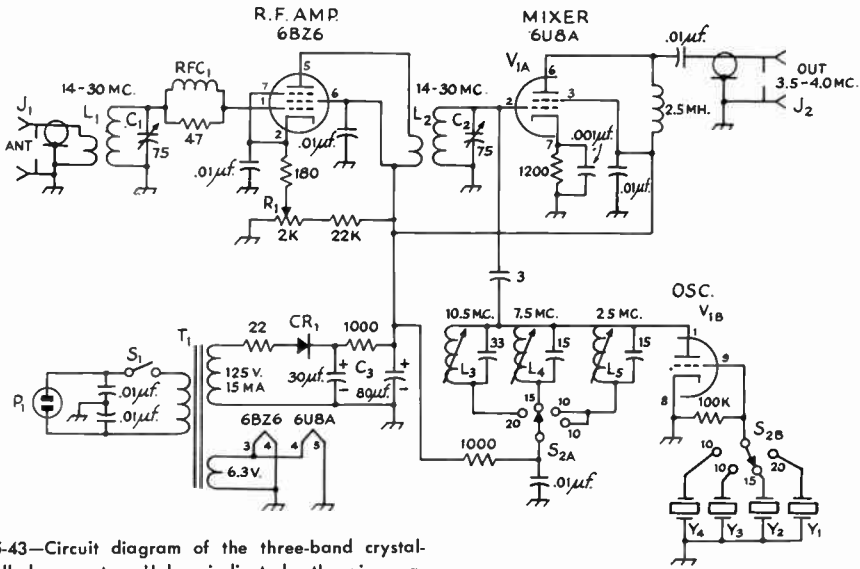 R.F. AMP.
6BZ6
MIXER
6U8A
V1A
.01µf.
OUT
3.5-4.0MC.
J2
14-30 MC.
RFC1
J1
L1
C1
ANT
75
47
7
1
5
6
2
.01µf.
.01µf.
180
R1
2K
22K
14-30 MC.
L2
C2
75
2
6
3
7
.001µf.
1200
.01µf.
2.5MH.
3
T1
S1
P1
.01µf.
.01µf.
22
CR1
1000
125 V.
15 MA
30µf.
+
−
C3
80µf.
+
−
6BZ6
6U8A
3
4
4
5
6.3V.
10.5 MC.
7.5 MC.
2.5 MC.
L3
33
L4
15
L5
15
20
15
10
10
S2A
1000
.01µf.
OSC.
V1B
1
9
8
100K
S2B
10
10
15
20
Y4
Y3
Y2
Y1
5-43—Circuit diagram of the three-band crystal-